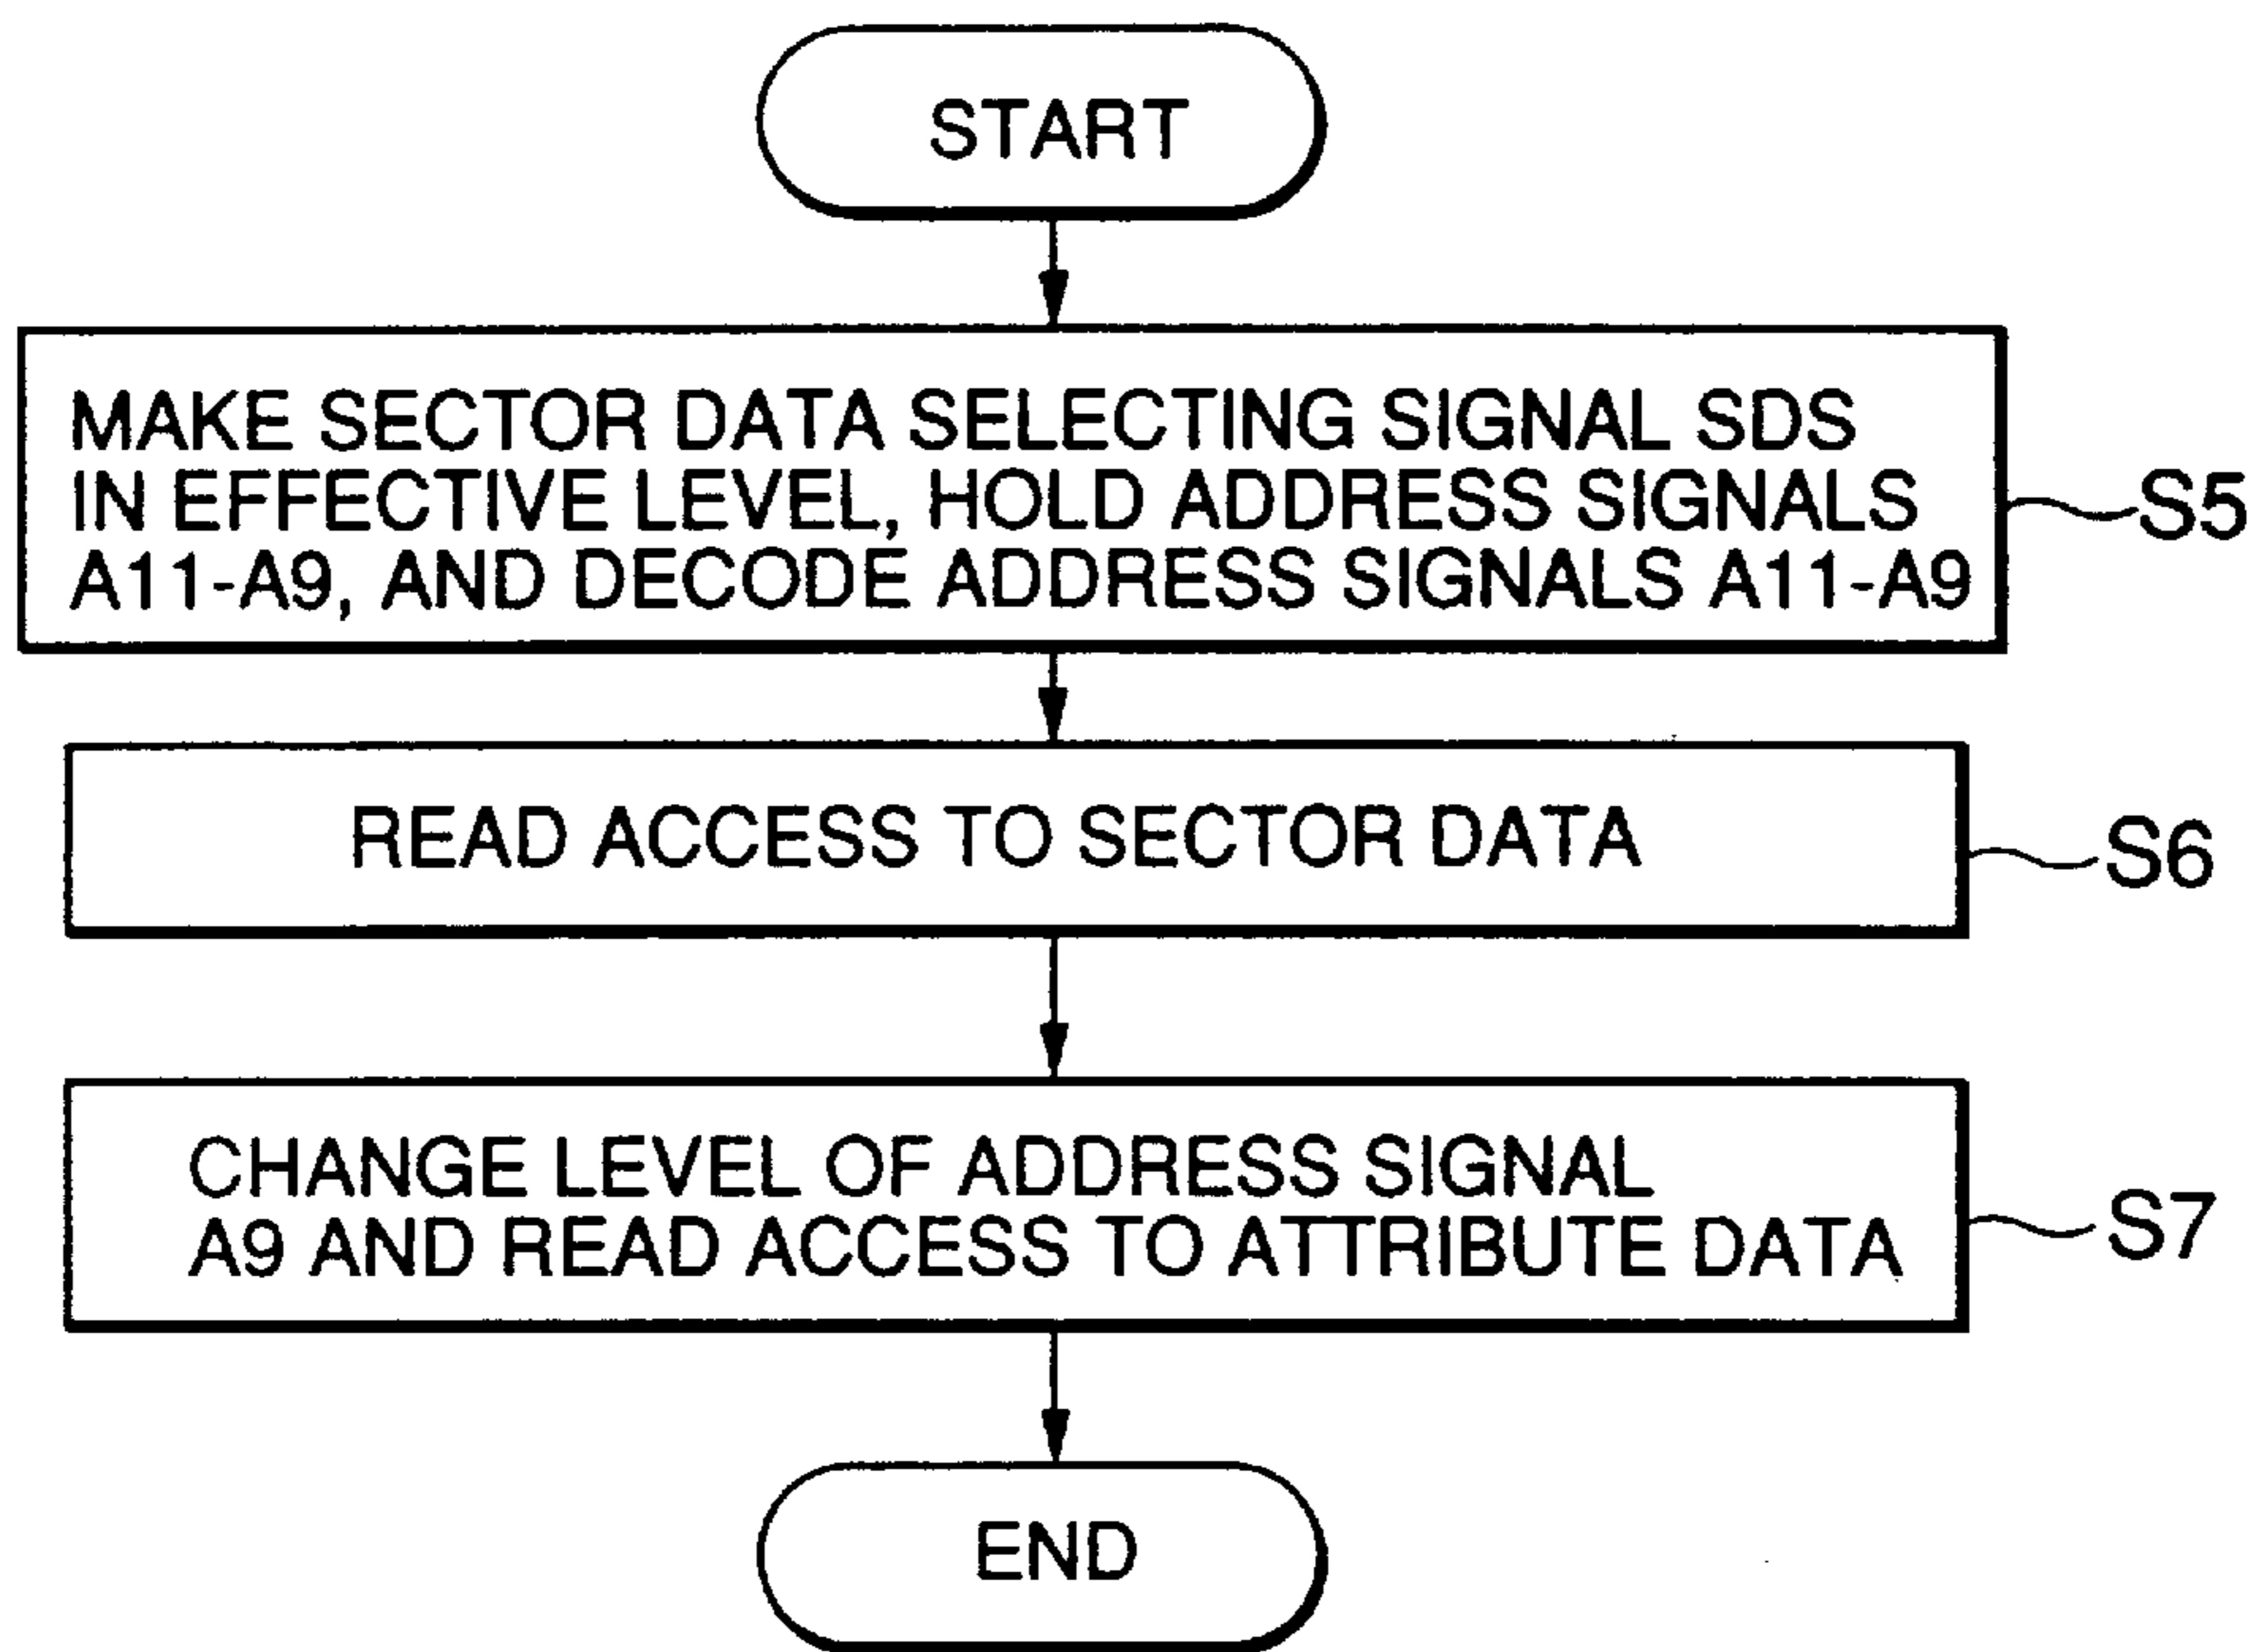 START
MAKE SECTOR DATA SELECTING SIGNAL SDS
IN EFFECTIVE LEVEL, HOLD ADDRESS SIGNALS
A11-A9, AND DECODE ADDRESS SIGNALS A11-A9
S5
READ ACCESS TO SECTOR DATA
S6
CHANGE LEVEL OF ADDRESS SIGNAL
A9 AND READ ACCESS TO ATTRIBUTE DATA
S7
END